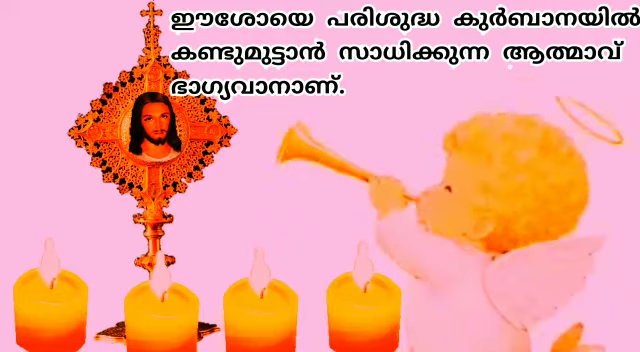 ഈശോയെ പരിശുദ്ധ കുർബാനയിൽ
കണ്ടുമുട്ടാൻ സാധിക്കുന്ന ആത്മാവ്
ഭാഗ്യവാനാണ്.